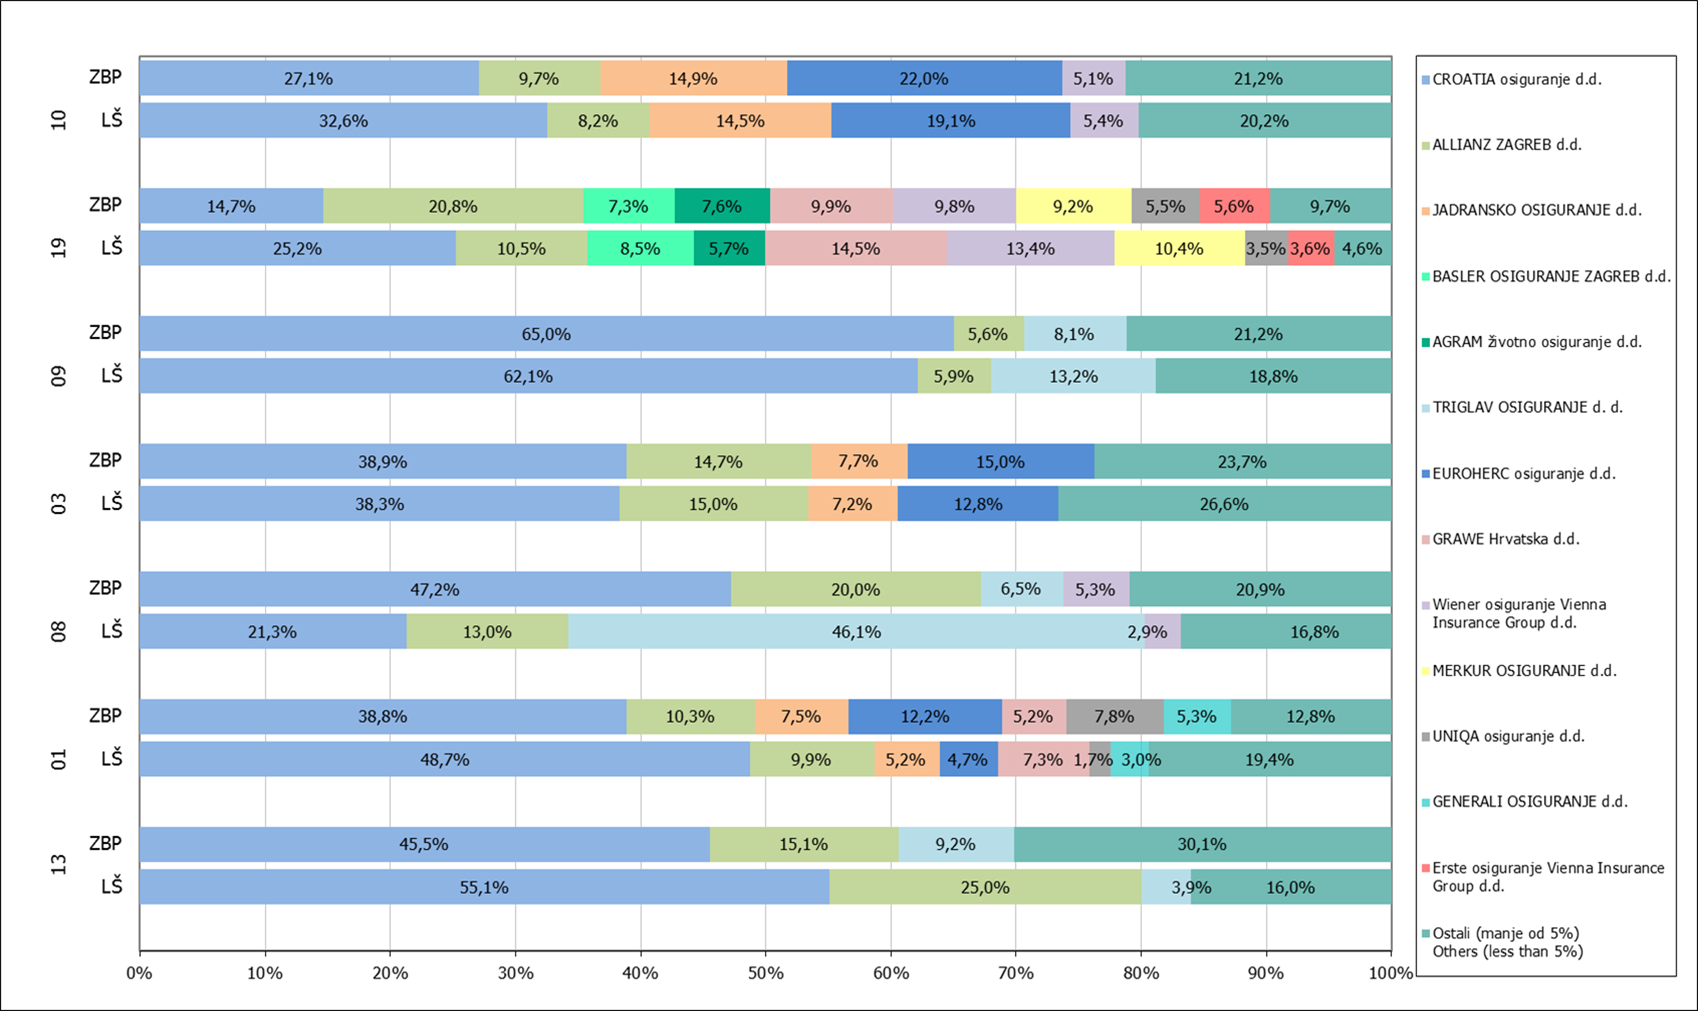 10
ZBP
27,1% 9,7% 14,9% 22,0% 5,1% 21,2%
LŠ
32,6% 8,2% 14,5% 19,1% 5,4% 20,2%
19
ZBP
14,7% 20,8% 7,3% 7,6% 9,9% 9,8% 9,2% 5,5% 5,6% 9,7%
LŠ
25,2% 10,5% 8,5% 5,7% 14,5% 13,4% 10,4% 3,5% 3,6% 4,6%
09
ZBP
65,0% 5,6% 8,1% 21,2%
LŠ
62,1% 5,9% 13,2% 18,8%
03
ZBP
38,9% 14,7% 7,7% 15,0% 23,7%
LŠ
38,3% 15,0% 7,2% 12,8% 26,6%
08
ZBP
47,2% 20,0% 6,5% 5,3% 20,9%
LŠ
21,3% 13,0% 46,1% 2,9% 16,8%
01
ZBP
38,8% 10,3% 7,5% 12,2% 5,2% 7,8% 5,3% 12,8%
LŠ
48,7% 9,9% 5,2% 4,7% 7,3% 1,7% 3,0% 19,4%
13
ZBP
45,5% 15,1% 9,2% 30,1%
LŠ
55,1% 25,0% 3,9% 16,0%
0% 10% 20% 30% 40% 50% 60% 70% 80% 90% 100%
CROATIA osiguranje d.d.
ALLIANZ ZAGREB d.d.
JADRANSKO OSIGURANJE d.d.
BASLER OSIGURANJE ZAGREB d.d.
AGRAM životno osiguranje d.d.
TRIGLAV OSIGURANJE d. d.
EUROHERC osiguranje d.d.
GRAWE Hrvatska d.d.
Wiener osiguranje Vienna
Insurance Group d.d.
MERKUR OSIGURANJE d.d.
UNIQA osiguranje d.d.
GENERALI OSIGURANJE d.d.
Erste osiguranje Vienna Insurance
Group d.d.
Ostali (manje od 5%)
Others (less than 5%)